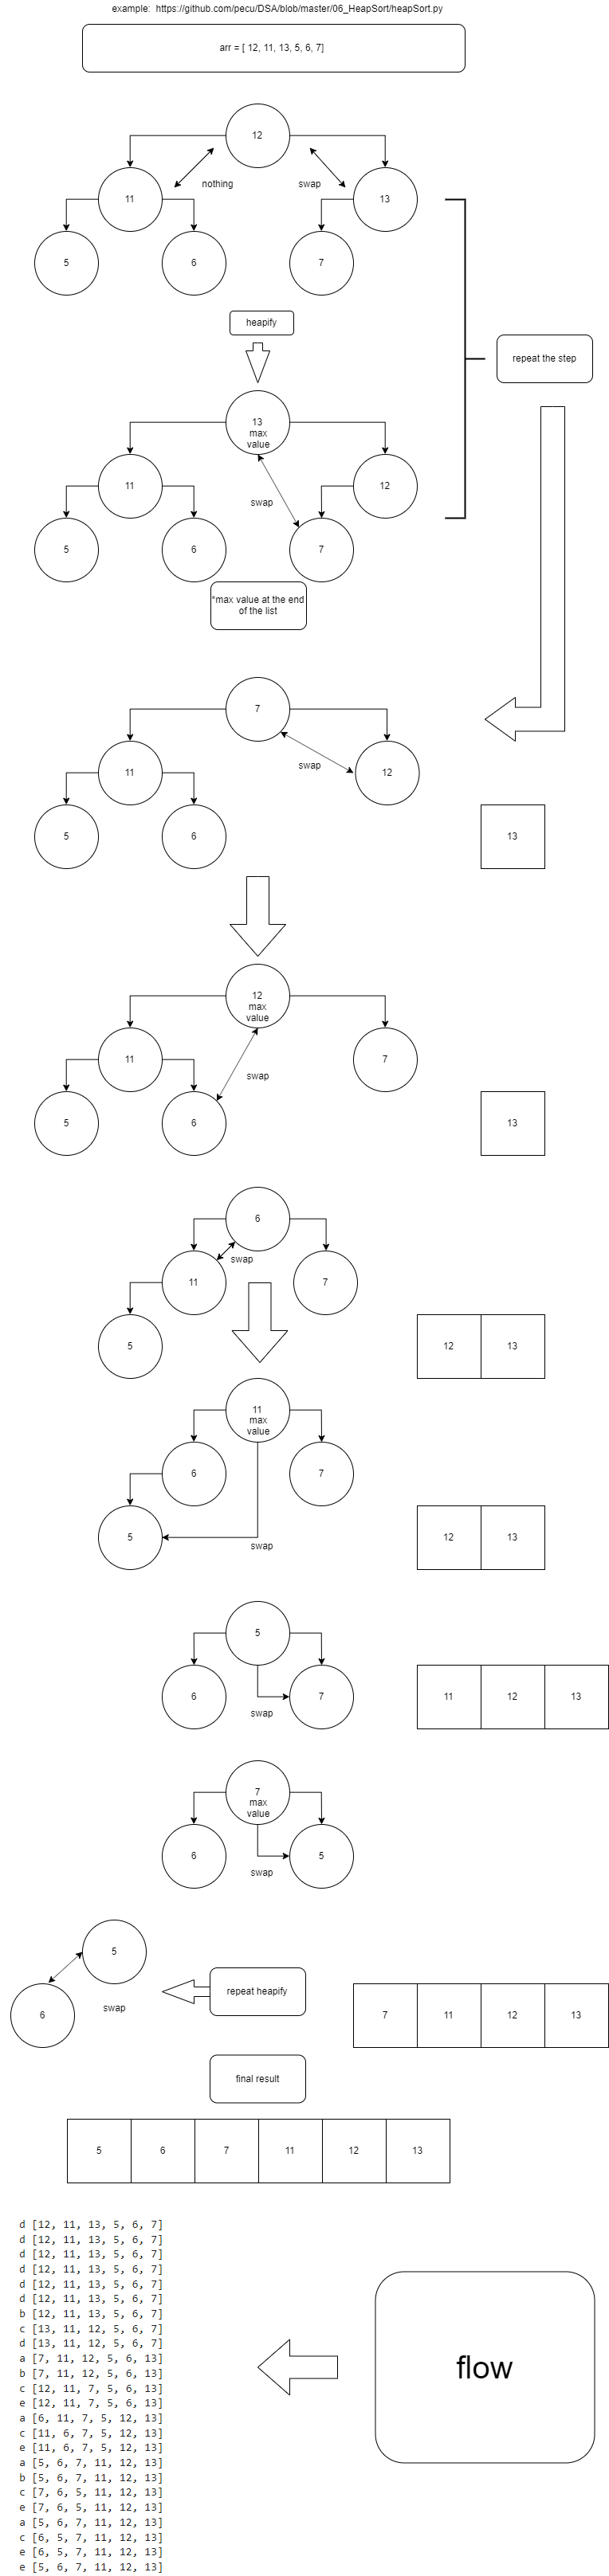 example:  https://github.com/pecu/DSA/blob/master/06_HeapSort/heapSort.py
arr = [ 12, 11, 13, 5, 6, 7]
12
nothing
swap
11
13
5
6
7
heapify
repeat the step
13
max
value
11
12
swap
5
6
7
*max value at the end
of the list
7
swap
11
12
5
6
13
12
max
value
11
7
swap
5
6
13
6
swap
11
7
5
12
13
11
max
value
6
7
5
swap
12
13
5
6
7
swap
11
12
13
7
max
value
6
5
swap
5
6
swap
repeat heapify
7
11
12
13
final result
5
6
7
11
12
13
d [12, 11, 13, 5, 6, 7]
d [12, 11, 13, 5, 6, 7]
d [12, 11, 13, 5, 6, 7]
d [12, 11, 13, 5, 6, 7]
d [12, 11, 13, 5, 6, 7]
d [12, 11, 13, 5, 6, 7]
b [12, 11, 13, 5, 6, 7]
c [13, 11, 12, 5, 6, 7]
d [13, 11, 12, 5, 6, 7]
a [7, 11, 12, 5, 6, 13]
b [7, 11, 12, 5, 6, 13]
c [12, 11, 7, 5, 6, 13]
e [12, 11, 7, 5, 6, 13]
a [6, 11, 7, 5, 12, 13]
c [11, 6, 7, 5, 12, 13]
e [11, 6, 7, 5, 12, 13]
a [5, 6, 7, 11, 12, 13]
b [5, 6, 7, 11, 12, 13]
c [7, 6, 5, 11, 12, 13]
e [7, 6, 5, 11, 12, 13]
a [5, 6, 7, 11, 12, 13]
c [6, 5, 7, 11, 12, 13]
e [6, 5, 7, 11, 12, 13]
e [5, 6, 7, 11, 12, 13]
flow